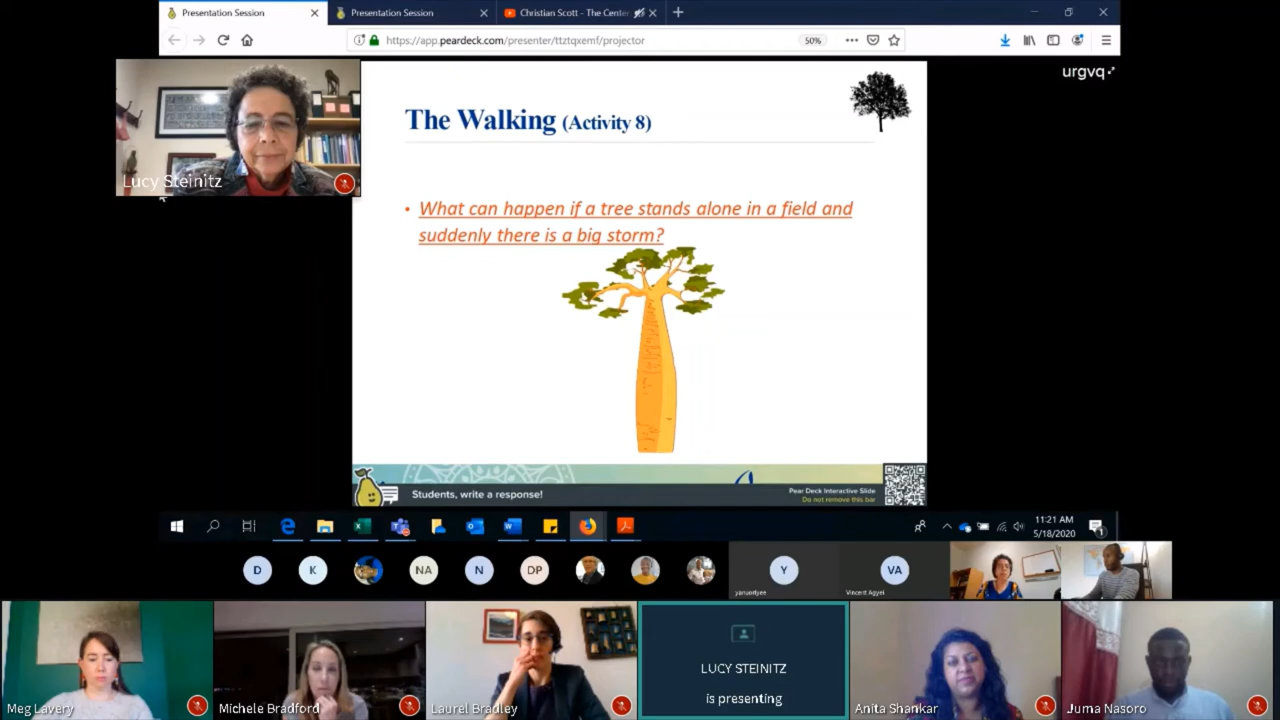 Presentation Session
Presentation Session
Christian Scott - The Center
https://app.peardeck.com/presenter/ttztqxemf/projector
50%
urgvq
The Walking (Activity 8)
Lucy Steinitz
• What can happen if a tree stands alone in a field and
suddenly there is a big storm?
Students, write a response!
Pear Deck Interactive Slide
Do not remove this bar
11:21 AM
5/18/2020
1
D
K
NA
N
DP
Y
VA
Vincent Agyei
LUCY STEINITZ
is presenting
Meg Lavery
Michele Bradford
Laurel Bradley
Anita Shankar
Juma Nasoro